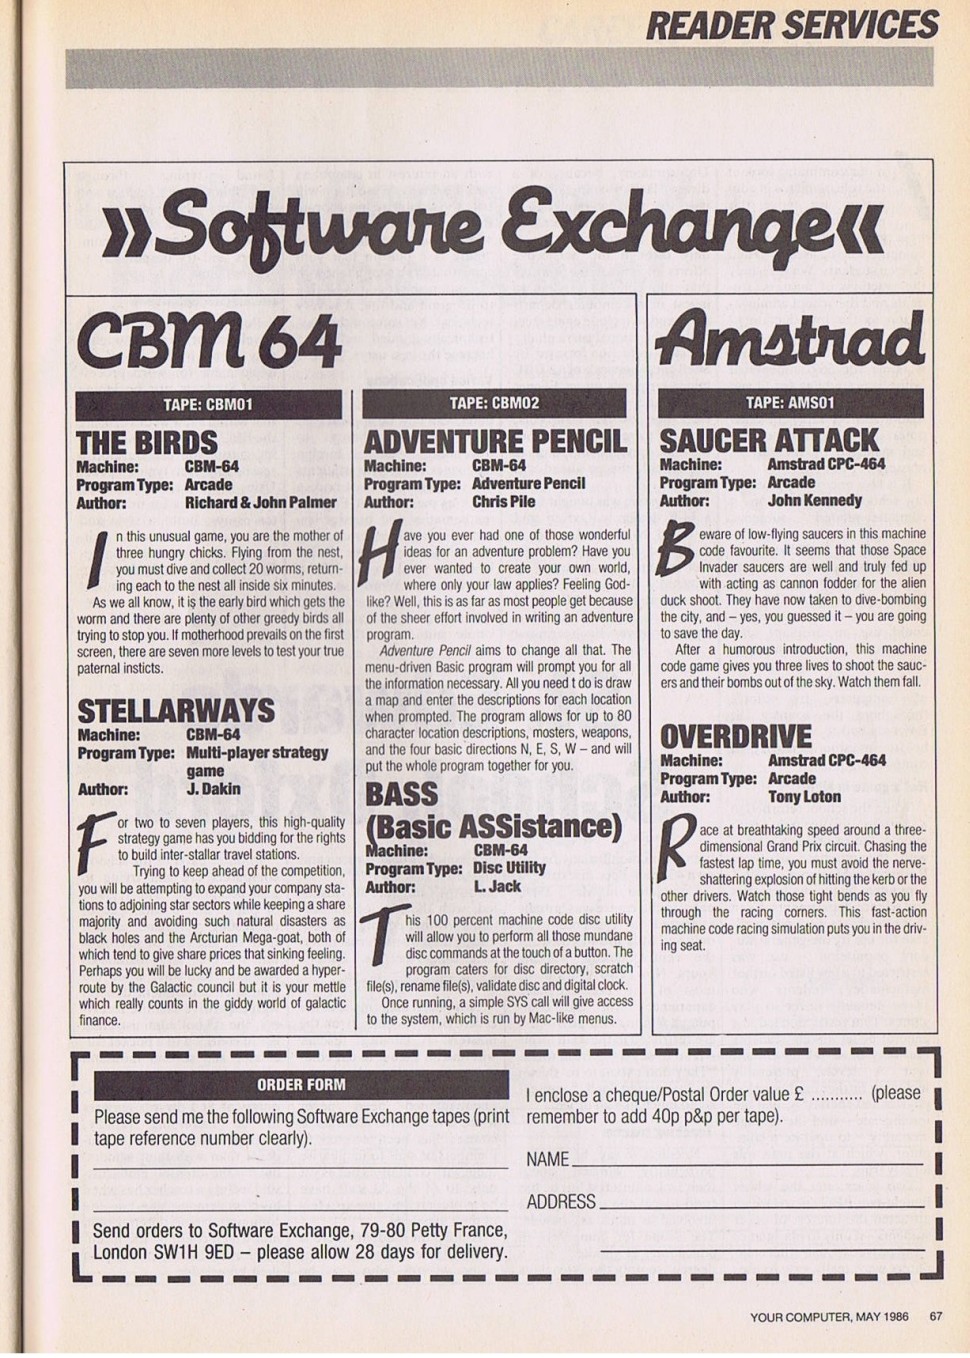 READER SERVICES
»Software Exchange«
CBM 64
TAPE: CBM01
THE BIRDS
Machine: CBM-64
Program Type: Arcade
Author: Richard & John Palmer
In this unusual game, you are the mother of
three hungry chicks. Flying from the nest,
you must dive and collect 20 worms, return-
ing each to the nest all inside six minutes.
As we all know, it is the early bird which gets the
worm and there are plenty of other greedy birds all
trying to stop you. If motherhood prevails on the first
screen, there are seven more levels to test your true
paternal insticts.
STELLARWAYS
Machine: CBM-64
Program Type: Multi-player strategy
game
Author: J. Dakin
For two to seven players, this high-quality
strategy game has you bidding for the rights
to build inter-stallar travel stations.
Trying to keep ahead of the competition,
you will be attempting to expand your company sta-
tions to adjoining star sectors while keeping a share
majority and avoiding such natural disasters as
black holes and the Arcturian Mega-goat, both of
which tend to give share prices that sinking feeling.
Perhaps you will be lucky and be awarded a hyper-
route by the Galactic council but it is your mettle
which really counts in the giddy world of galactic
finance.
TAPE: CBM02
ADVENTURE PENCIL
Machine: CBM-64
Program Type: Adventure Pencil
Author: Chris Pile
Have you ever had one of those wonderful
ideas for an adventure problem? Have you
ever wanted to create your own world,
where only your law applies? Feeling God-
like? Well, this is as far as most people get because
of the sheer effort involved in writing an adventure
program.
Adventure Pencil aims to change all that. The
menu-driven Basic program will prompt you for all
the information necessary. All you need t do is draw
a map and enter the descriptions for each location
when prompted. The program allows for up to 80
character location descriptions, mosters, weapons,
and the four basic directions N, E, S, W – and will
put the whole program together for you.
BASS
(Basic ASSistance)
Machine: CBM-64
Program Type: Disc Utility
Author: L. Jack
This 100 percent machine code disc utility
will allow you to perform all those mundane
disc commands at the touch of a button. The
program caters for disc directory, scratch
file(s), rename file(s), validate disc and digital clock.
Once running, a simple SYS call will give access
to the system, which is run by Mac-like menus.
Amstrad
TAPE: AMS01
SAUCER ATTACK
Machine: Amstrad CPC-464
Program Type: Arcade
Author: John Kennedy
Beware of low-flying saucers in this machine
code favourite. It seems that those Space
Invader saucers are well and truly fed up
with acting as cannon fodder for the alien
duck shoot. They have now taken to dive-bombing
the city, and – yes, you guessed it – you are going
to save the day.
After a humorous introduction, this machine
code game gives you three lives to shoot the sauc-
ers and their bombs out of the sky. Watch them fall.
OVERDRIVE
Machine: Amstrad CPC-464
Program Type: Arcade
Author: Tony Loton
Race at breathtaking speed around a three-
dimensional Grand Prix circuit. Chasing the
fastest lap time, you must avoid the nerve-
shattering explosion of hitting the kerb or the
other drivers. Watch those tight bends as you fly
through the racing corners. This fast-action
machine code racing simulation puts you in the driv-
ing seat.
ORDER FORM
Please send me the following Software Exchange tapes (print
tape reference number clearly).
Send orders to Software Exchange, 79-80 Petty France,
London SW1H 9ED – please allow 28 days for delivery.
I enclose a cheque/Postal Order value £ ........... (please
remember to add 40p p&p per tape).
NAME
ADDRESS
YOUR COMPUTER, MAY 1986 67